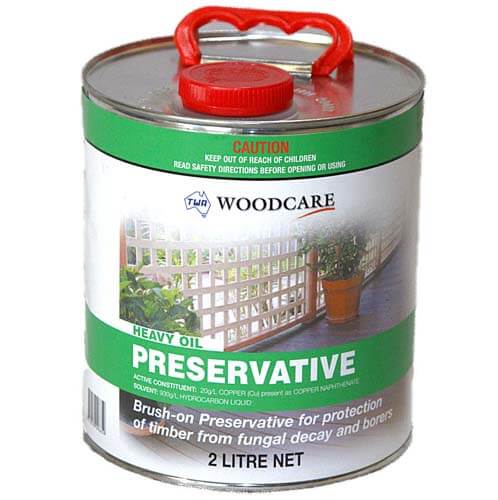 CAUTION
KEEP OUT OF REACH OF CHILDREN
READ SAFETY DIRECTIONS BEFORE OPENING OR USING
TWA WOODCARE
HEAVY OIL
PRESERVATIVE
ACTIVE CONSTITUENT: 20g/L COPPER (Cu) present as COPPER NAPHTHENATE
SOLVENT: 930g/L HYDROCARBON LIQUID
Brush-on Preservative for protection
of timber from fungal decay and borers
2 LITRE NET